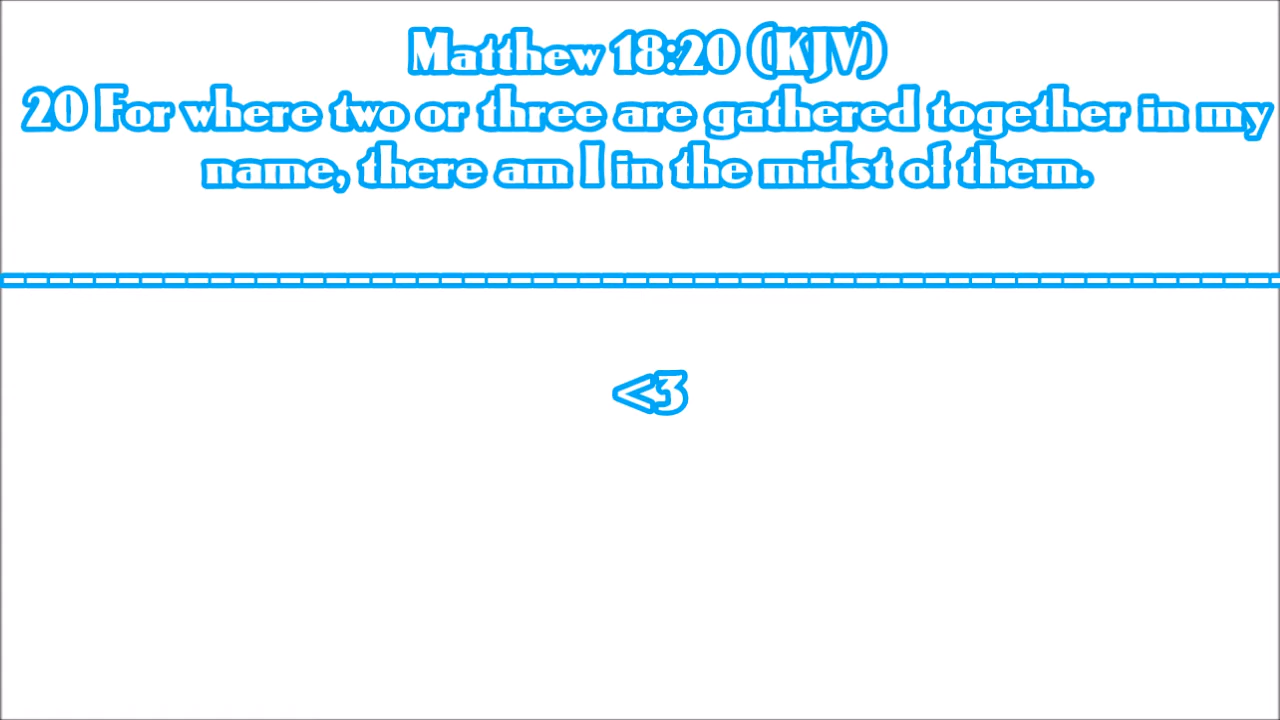 Matthew 18:20 (KJV)
20 For where two or three are gathered together in my
name, there am I in the midst of them.
<3